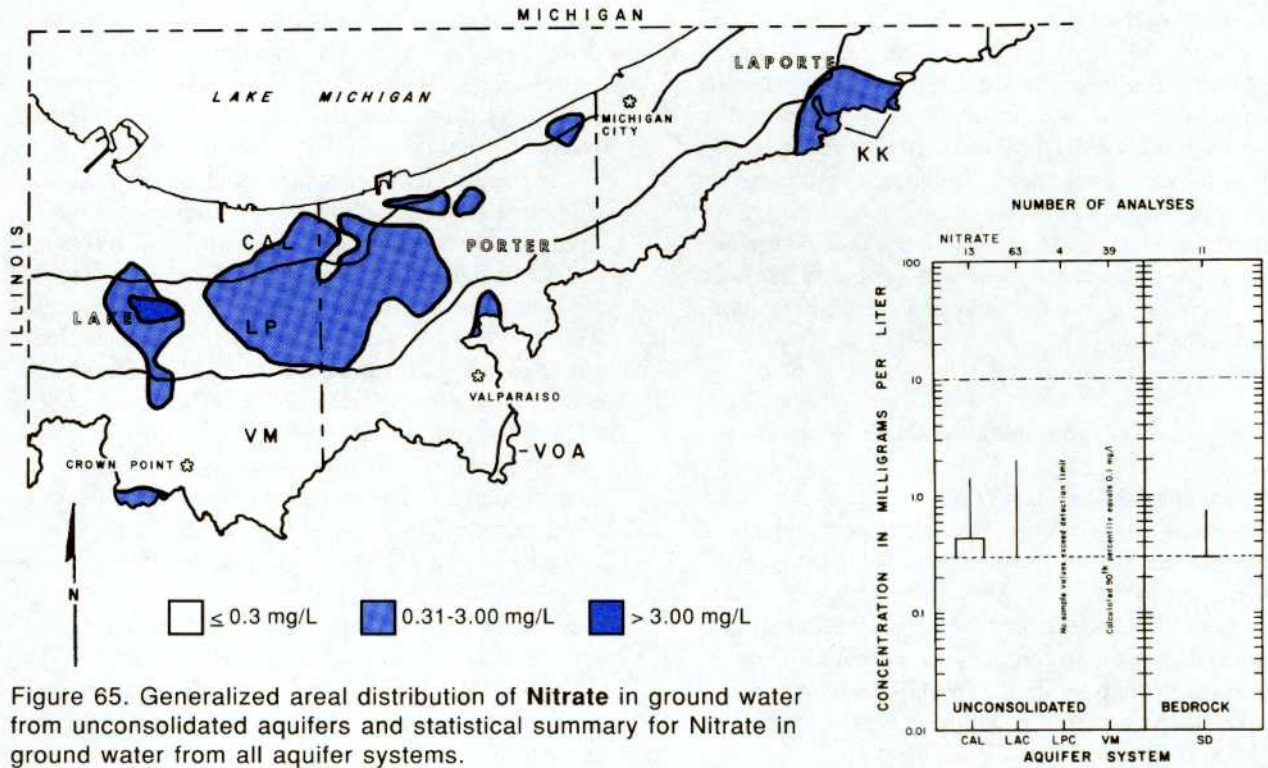 MICHIGAN
LAPORTE
LAKE MICHIGAN
MICHIGAN CITY
KK
ILLINOIS
CAL
PORTER
LAKE
LP
VALPARAISO
VM
VOA
CROWN POINT
N
≤ 0.3 mg/L
0.31-3.00 mg/L
> 3.00 mg/L
Figure 65. Generalized areal distribution of Nitrate in ground water
from unconsolidated aquifers and statistical summary for Nitrate in
ground water from all aquifer systems.
NUMBER OF ANALYSES
NITRATE
13 63 4 39 11
CONCENTRATION IN MILLIGRAMS PER LITER
100
10
1.0
0.1
0.01
No sample values exceed detection limit
Calculated 90th percentile equals 0.1 mg/l
UNCONSOLIDATED BEDROCK
CAL LAC LPC VM SD
AQUIFER SYSTEM